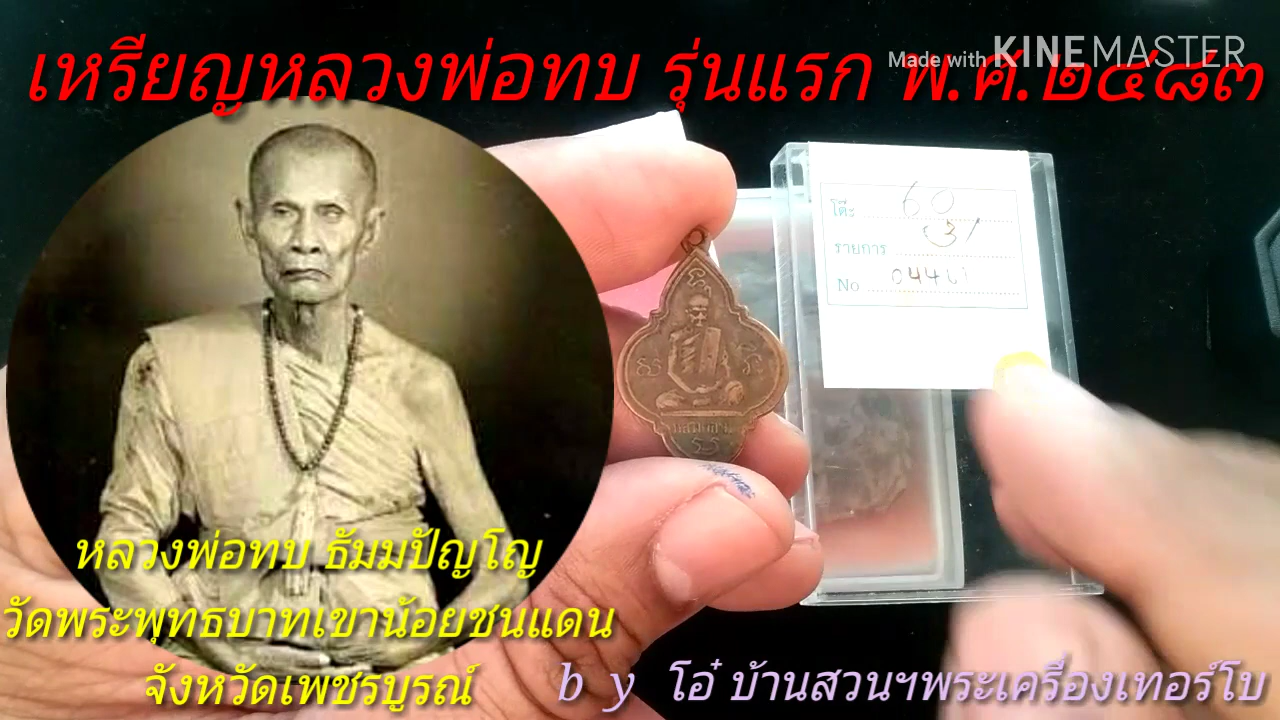 เหรียญหลวงพ่อทบ รุ่นแรก พ.ศ.๒๔๘๓
Made with KINEMASTER
โต๊ะ 60
รายการ
No
หลวงพ่อทบ ธัมมปัญโญ
วัดพระพุทธบาทเขาน้อยชนแดน
จังหวัดเพชรบูรณ์
by โอ๋ บ้านสวนฯพระเครื่องเทอร์โบ